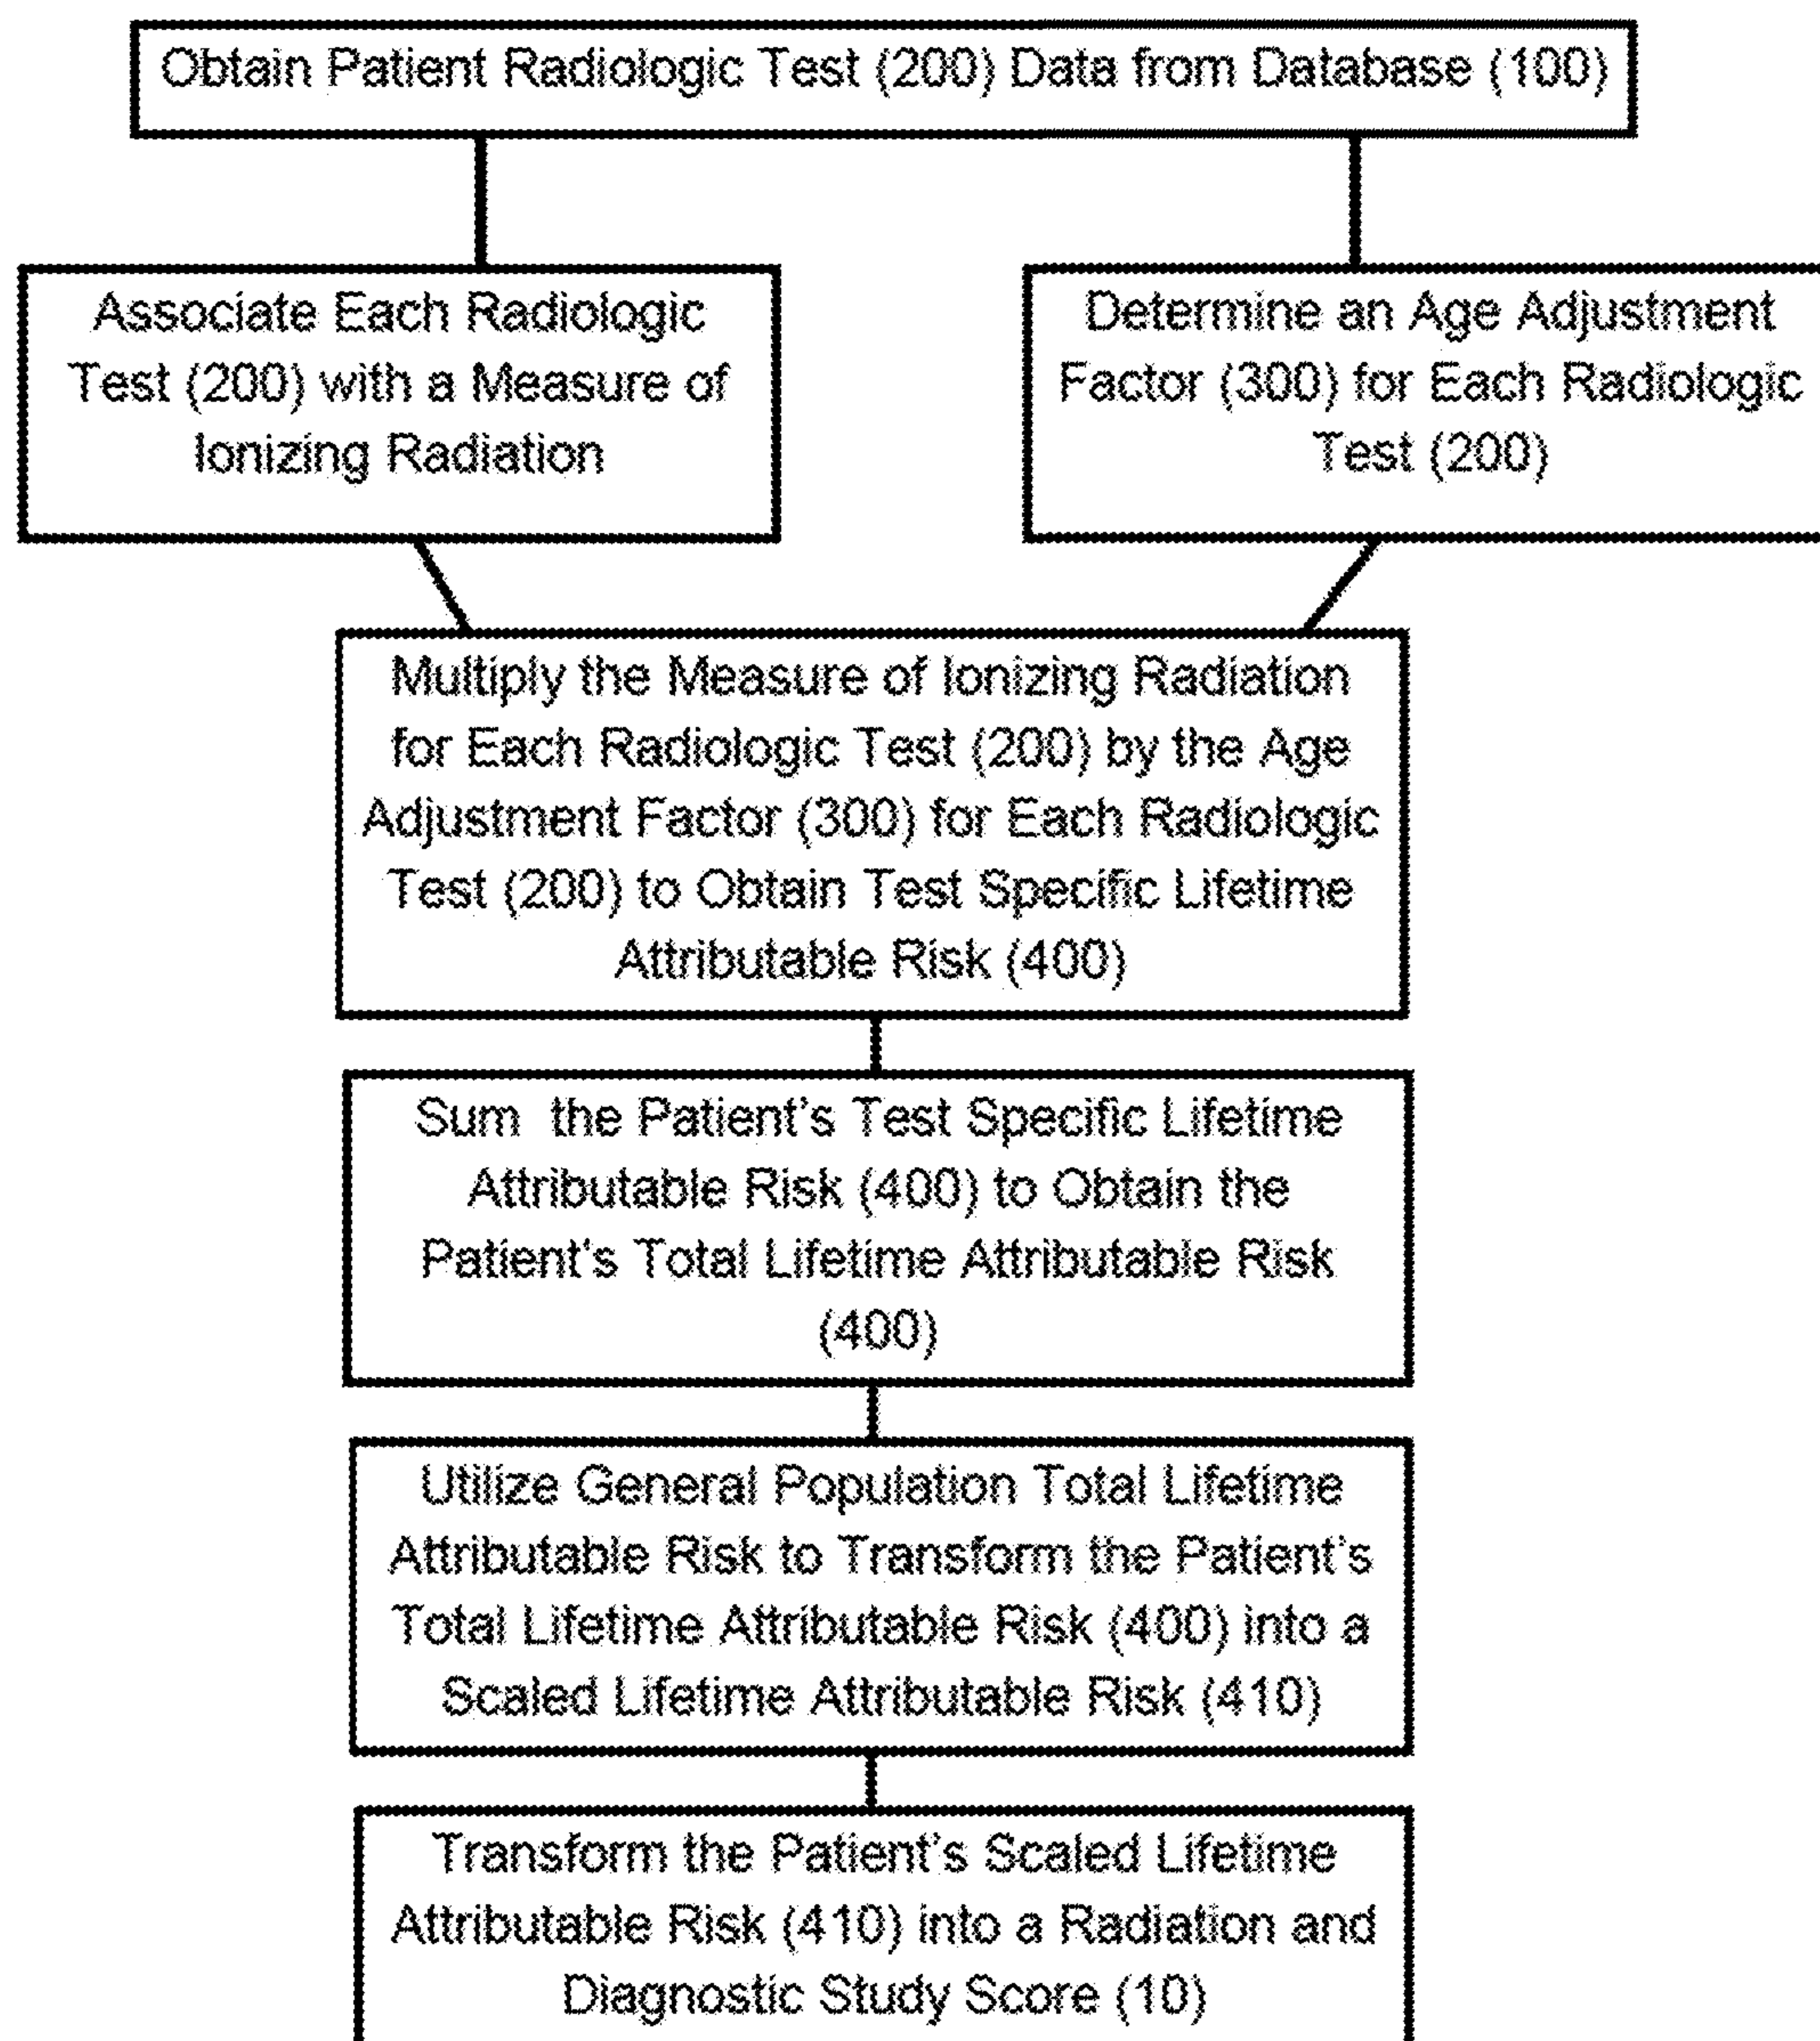 Obtain Patient Radiologic Test (200) Data from Database (100)
Associate Each Radiologic
Test (200) with a Measure of
Ionizing Radiation
Determine an Age Adjustment
Factor (300) for Each Radiologic
Test (200)
Multiply the Measure of Ionizing Radiation
for Each Radiologic Test (200) by the Age
Adjustment Factor (300) for Each Radiologic
Test (200) to Obtain Test Specific Lifetime
Attributable Risk (400)
Sum the Patient's Test Specific Lifetime
Attributable Risk (400) to Obtain the
Patient's Total Lifetime Attributable Risk
(400)
Utilize General Population Total Lifetime
Attributable Risk to Transform the Patient's
Total Lifetime Attributable Risk (400) into a
Scaled Lifetime Attributable Risk (410)
Transform the Patient's Scaled Lifetime
Attributable Risk (410) into a Radiation and
Diagnostic Study Score (10)